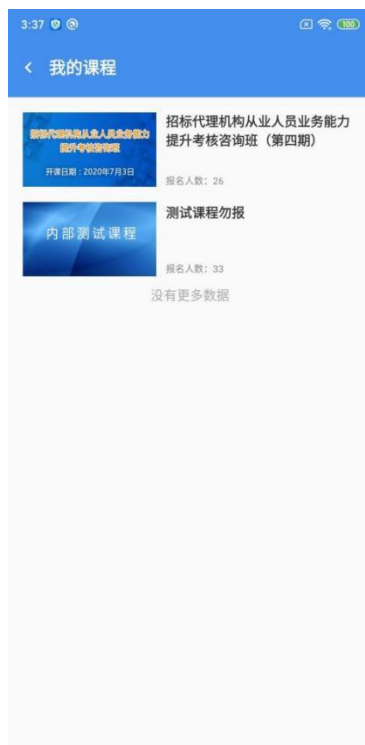 3:37
100
我的课程
招标代理机构从业人员业务能力
提升考核咨询班
开课日期：2020年7月3日
招标代理机构从业人员业务能力
提升考核咨询班（第四期）
报名人数：26
内部测试课程
测试课程勿报
报名人数：33
没有更多数据